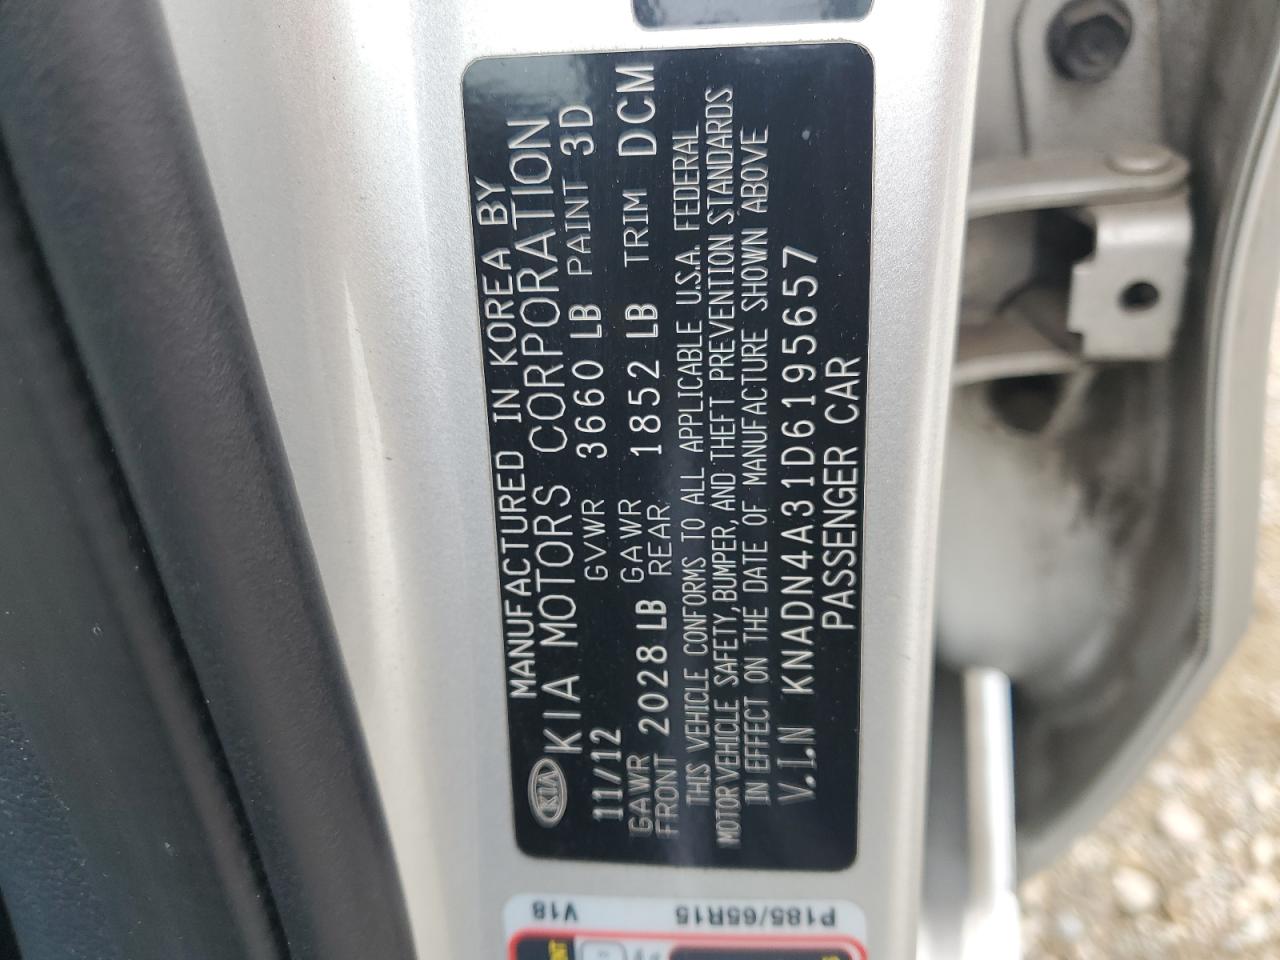 MANUFACTURED IN KOREA BY
KIA KIA MOTORS CORPORATION
11/12 GVWR 3660 LB PAINT 3D
GAWR FRONT 2028 LB GAWR REAR 1852 LB TRIM DCM
THIS VEHICLE CONFORMS TO ALL APPLICABLE U.S.A. FEDERAL
MOTOR VEHICLE SAFETY, BUMPER, AND THEFT PREVENTION STANDARDS
IN EFFECT ON THE DATE OF MANUFACTURE SHOWN ABOVE
V.I.N KNADN4A31D6195657
PASSENGER CAR
P185/65R15 V18